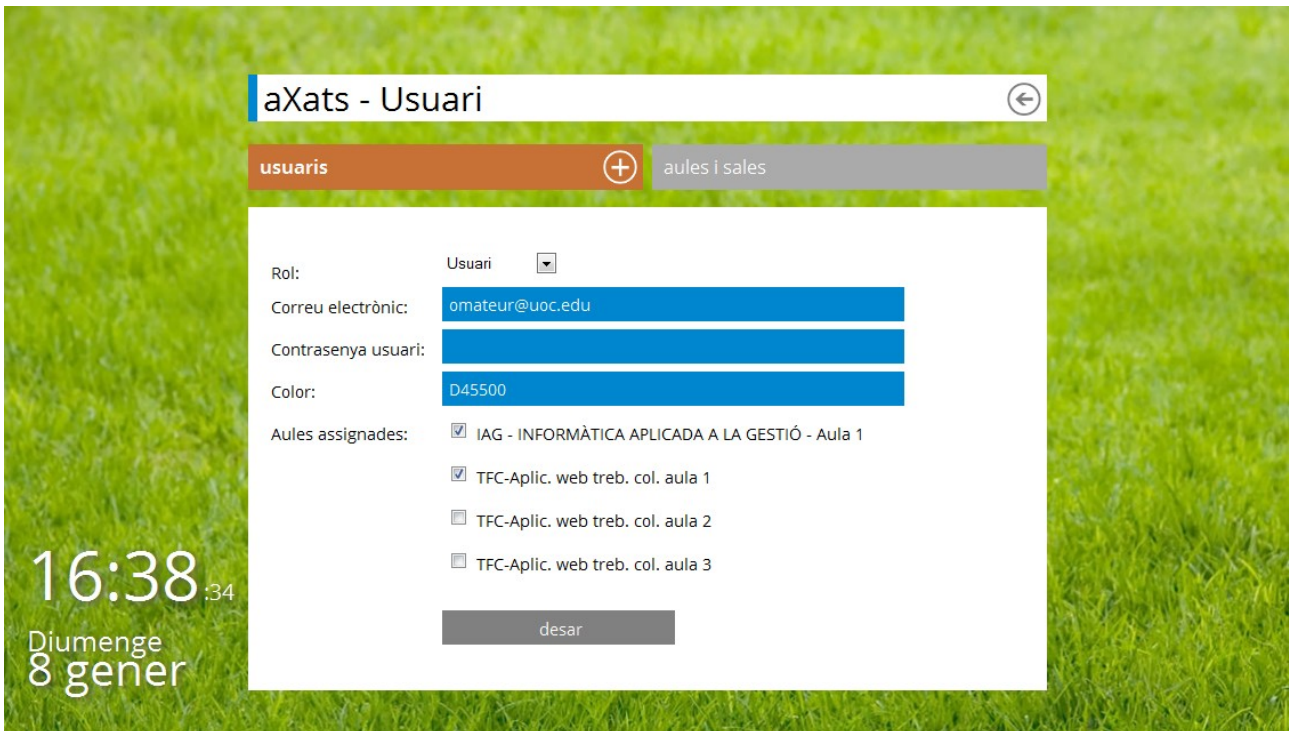 aXats - Usuari
usuaris
aules i sales
Rol: Usuari
Correu electrònic: omateur@uoc.edu
Contrasenya usuari:
Color: D45500
Aules assignades: IAG - INFORMÀTICA APLICADA A LA GESTIÓ - Aula 1
TFC-Aplic. web treb. col. aula 1
TFC-Aplic. web treb. col. aula 2
TFC-Aplic. web treb. col. aula 3
desar
16:38:34
Diumenge
8 gener